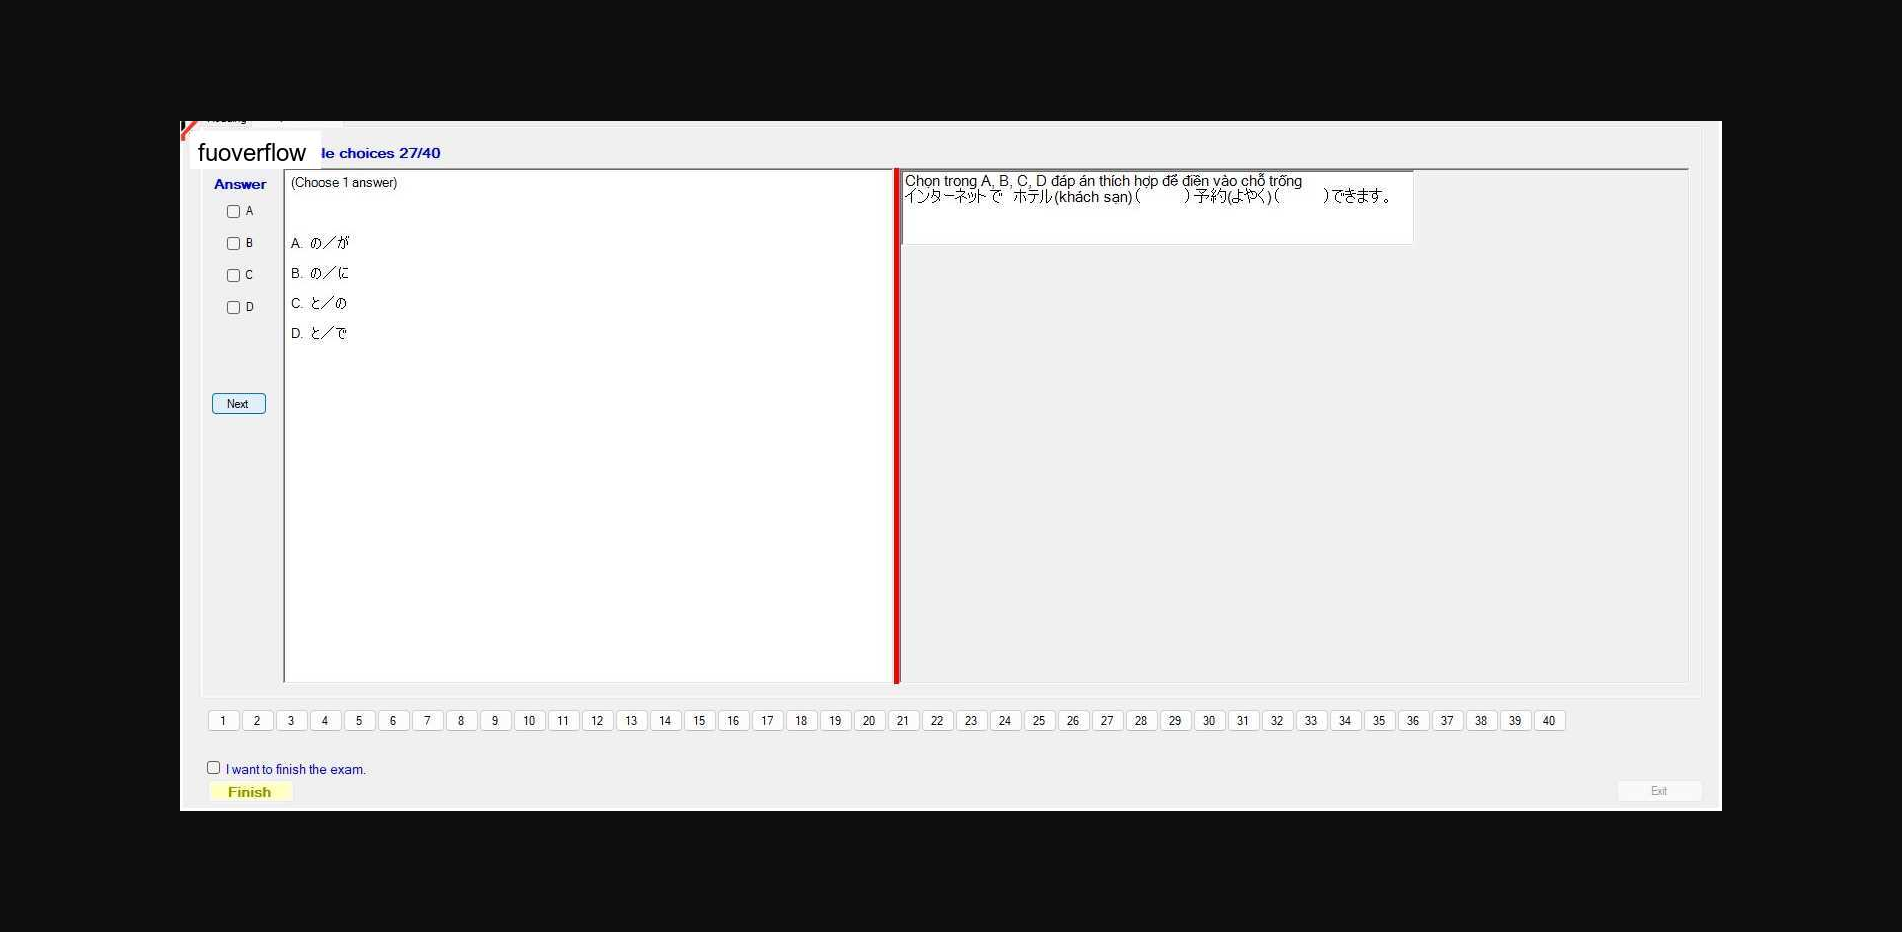 fuoverflow
le choices 27/40
Answer
(Choose 1 answer)
A
B
C
D
A. の／が
B. の／に
C. と／の
D. と／で
Next
Chọn trong A, B, C, D đáp án thích hợp để điền vào chỗ trống
インターネットで ホテル(khách sạn)( )予約(よやく)( )できます。
1 2 3 4 5 6 7 8 9 10 11 12 13 14 15 16 17 18 19 20 21 22 23 24 25 26 27 28 29 30 31 32 33 34 35 36 37 38 39 40
I want to finish the exam.
Finish
Exit